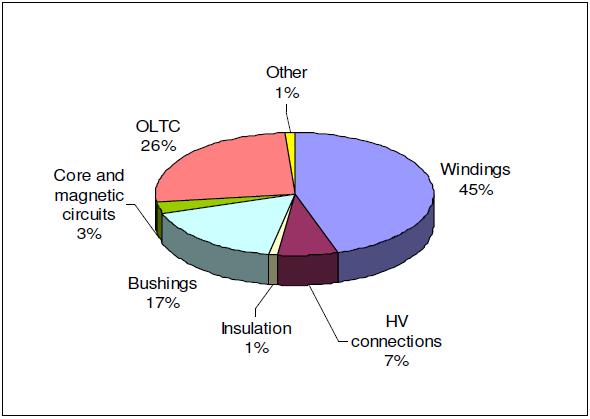 Other
1%
OLTC
26%
Windings
45%
Core and
magnetic
circuits
3%
Bushings
17%
Insulation
1%
HV
connections
7%